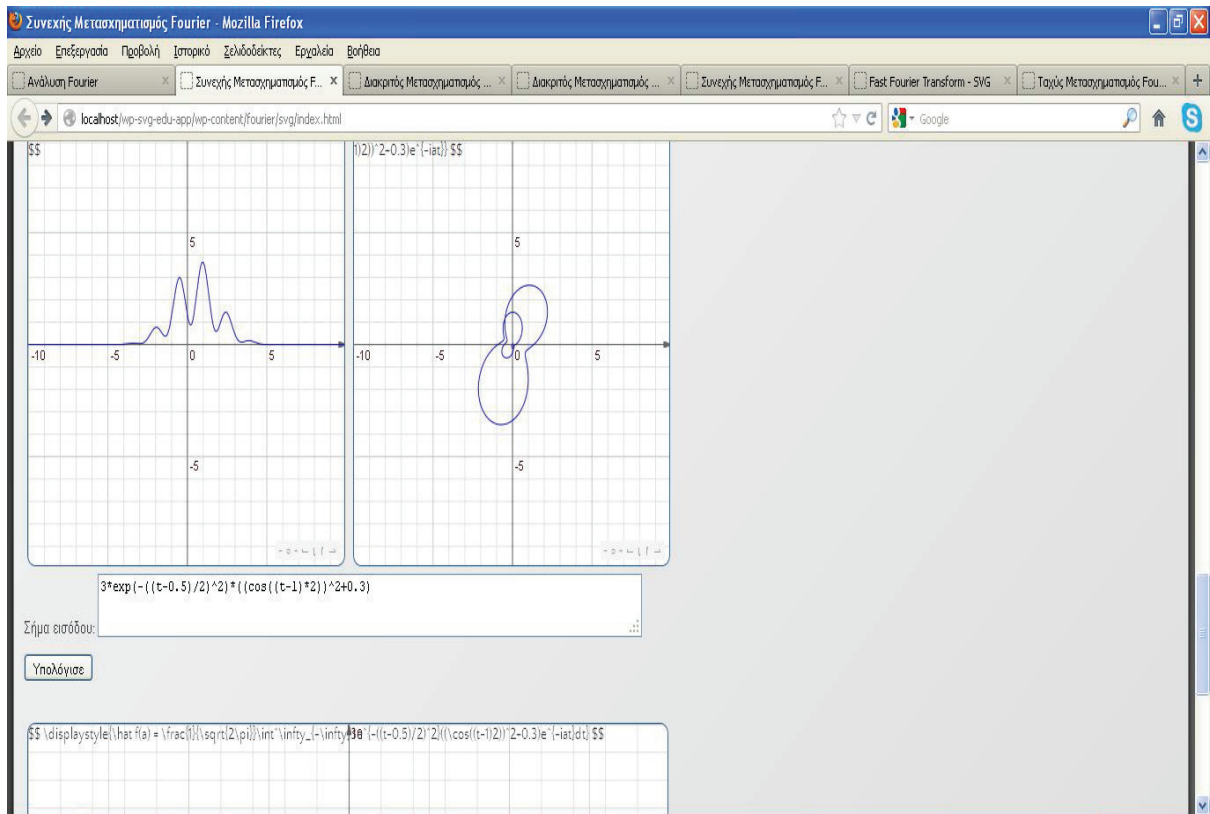 Συνεχής Μετασχηματισμός Fourier - Mozilla Firefox
Αρχείο Επεξεργασία Προβολή Ιστορικό Σελιδοδείκτες Εργαλεία Βοήθεια
Ανάλυση Fourier × Συνεχής Μετασχηματισμός F... × Διακριτός Μετασχηματισμός ... × Διακριτός Μετασχηματισμός ... × Συνεχής Μετασχηματισμός F... × Fast Fourier Transform - SVG × Ταχύς Μετασχηματισμός Fou... × +
localhost/wp-svg-edu-app/wp-content/fourier/svg/index.html Google
$$ 1)2))^2-0.3)e^{-iat}} $$
5 5
-10 -5 0 5 -10 -5 0 5
-5 -5
3*exp(-((t-0.5)/2)^2)*((cos((t-1)*2))^2+0.3)
Σήμα εισόδου:
Υπολόγισε
$$ \displaystyle{\hat f(a) = \frac{1}{\sqrt{2\pi}}\int^\infty_{-\infty}3e^{-((t-0.5)/2)^2}((\cos((t-1)2))^2-0.3)e^{-iat}dt} $$